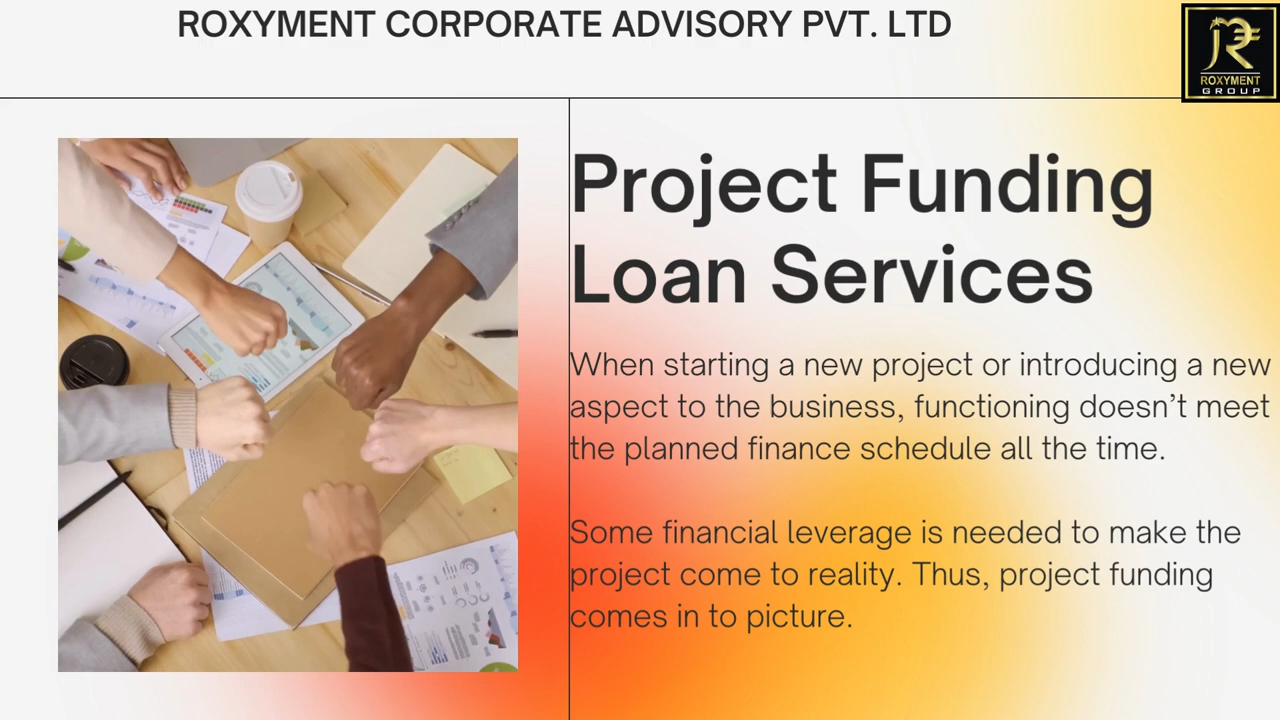 ROXYMENT CORPORATE ADVISORY PVT. LTD
ROXYMENT
GROUP
Project Funding
Loan Services
When starting a new project or introducing a new
aspect to the business, functioning doesn’t meet
the planned finance schedule all the time.
Some financial leverage is needed to make the
project come to reality. Thus, project funding
comes in to picture.